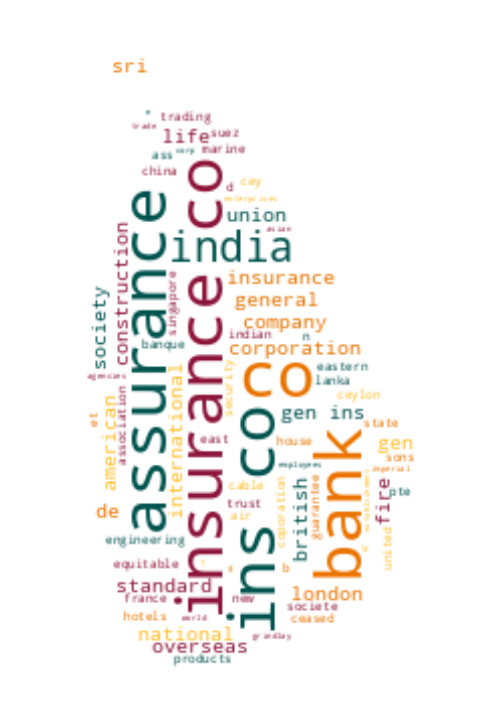 sri
trading
trade
life
suez
ass
corp
marine
china
d
cey
enterprises
union
asian
india
assurance
insurance co
construction
society
singapore
insurance
general
company
n
indian
banque
corporation
co
eastern
lanka
agencies
association
american
et
international
security
ceylon
gen ins
state
east
house
gen
sons
imperial
employees
bank
ins co
cable
coporation
british
guarantee
establishment
fire
pte
trust
air
de
engineering
united
equitable
s
b
standard
london
france
new
societe
hotels
world
ceased
national
grindlay
overseas
products